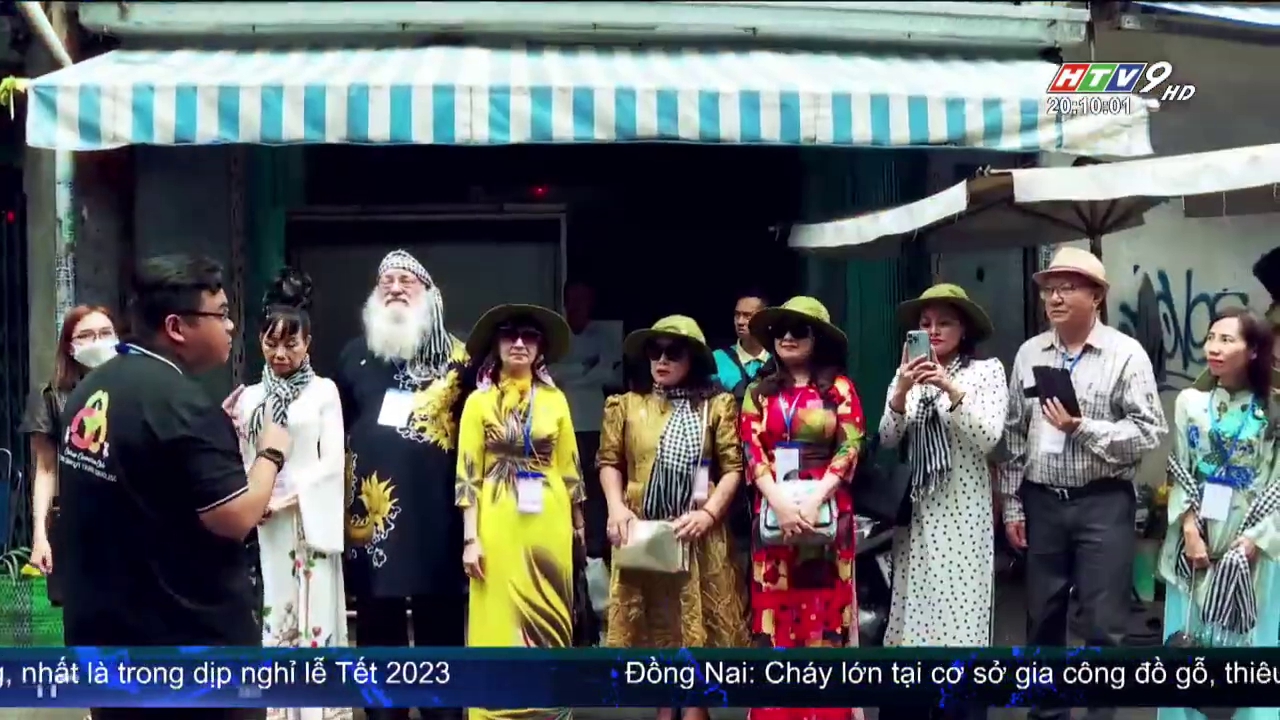 HTV9 HD
20:10:01
, nhất là trong dịp nghỉ lễ Tết 2023
Đồng Nai: Cháy lớn tại cơ sở gia công đồ gỗ, thiêu